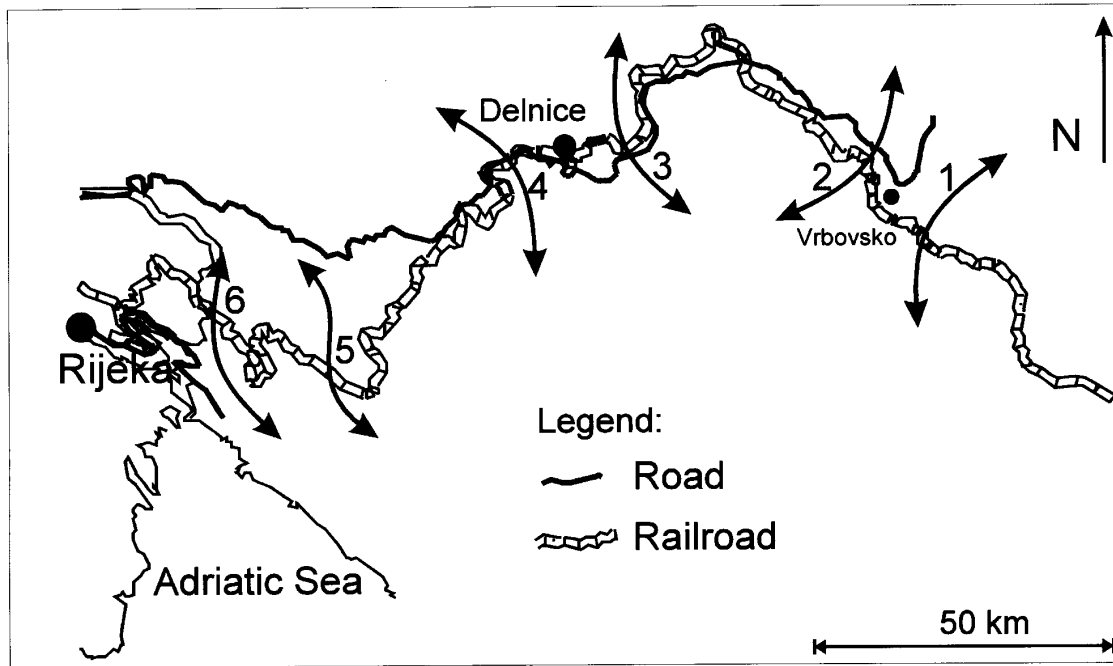 Delnice
N
3
4
2
1
Vrbovsko
6
5
Rijeka
Legend:
Road
Railroad
Adriatic Sea
50 km